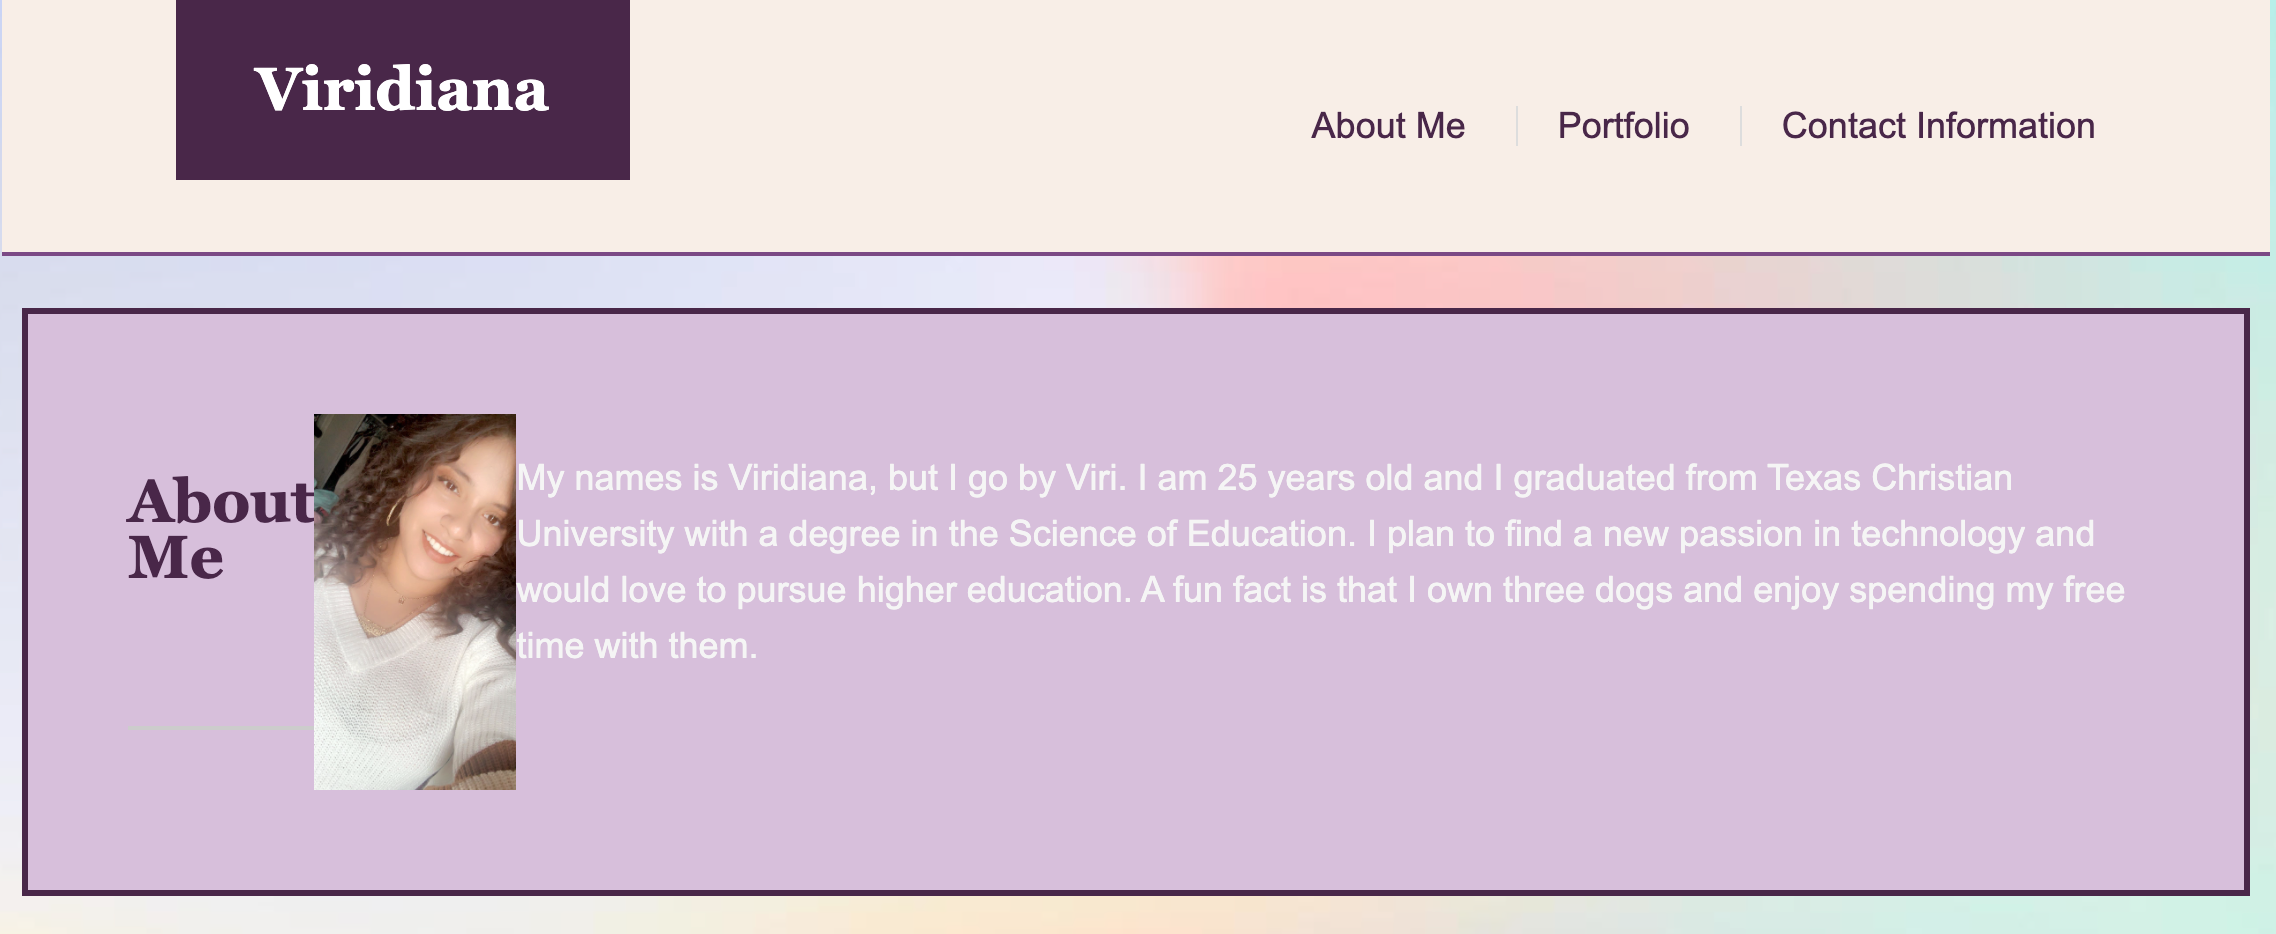 Viridiana
About Me
Portfolio
Contact Information
About
Me
My names is Viridiana, but I go by Viri. I am 25 years old and I graduated from Texas Christian
University with a degree in the Science of Education. I plan to find a new passion in technology and
would love to pursue higher education. A fun fact is that I own three dogs and enjoy spending my free
time with them.